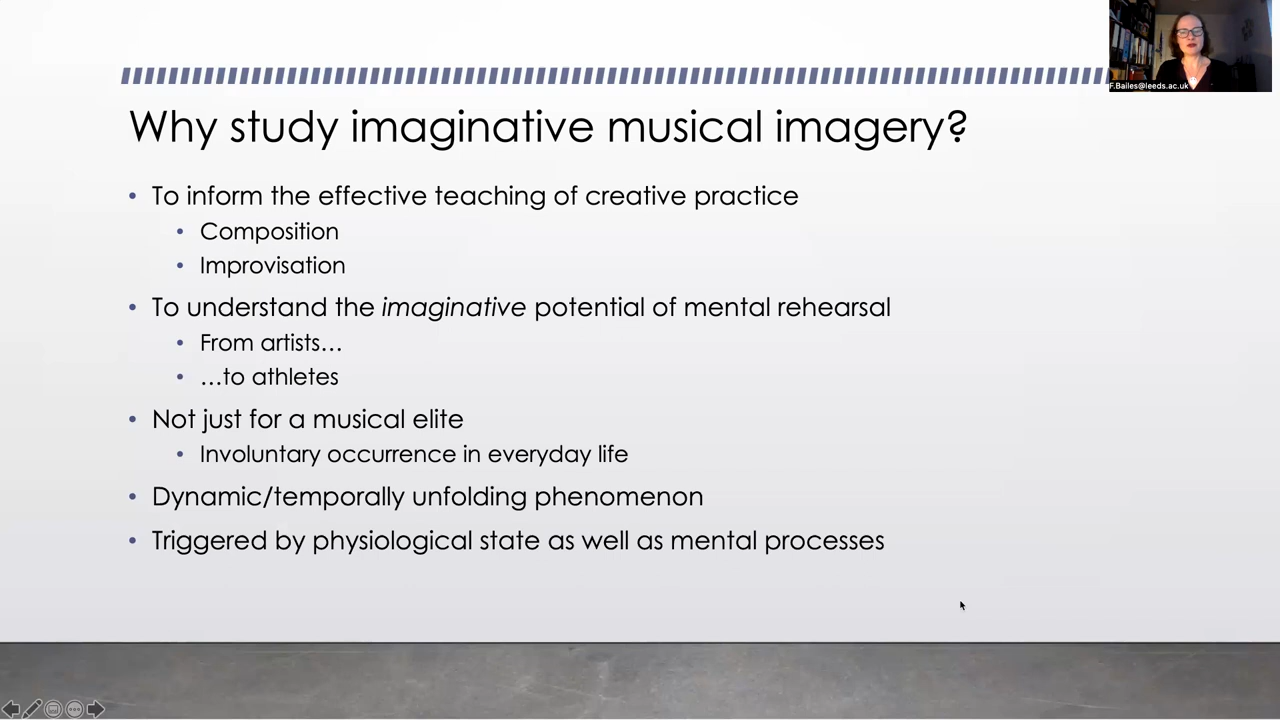 F.Bailes@leeds.ac.uk
Why study imaginative musical imagery?
• To inform the effective teaching of creative practice
• Composition
• Improvisation
• To understand the imaginative potential of mental rehearsal
• From artists…
• …to athletes
• Not just for a musical elite
• Involuntary occurrence in everyday life
• Dynamic/temporally unfolding phenomenon
• Triggered by physiological state as well as mental processes